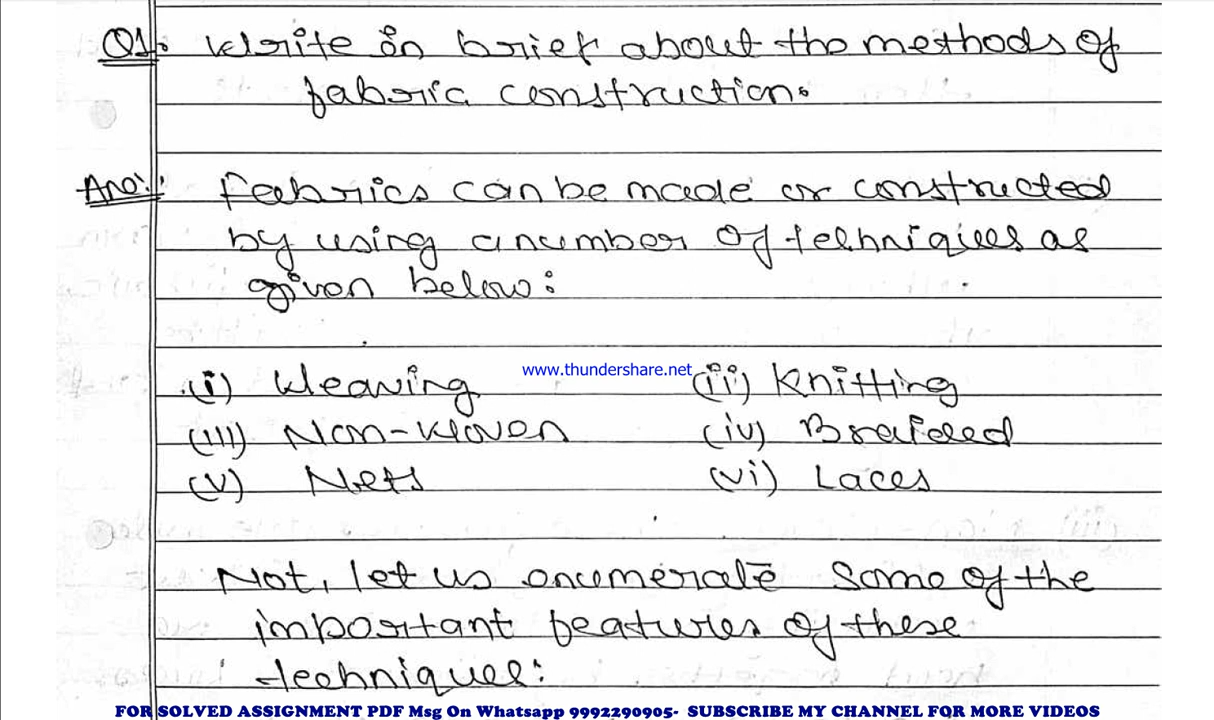 Q1:. Write in brief about the methods of
fabric construction.
Ans:. Fabrics can be made or constructed
by using a number of tehniques as
given below:
www.thundershare.net
(i) Weaving (ii) Knitting
(III) Non-Woven (iv) Braided
(v) Nets (vi) Laces
Not, let us enumerate some of the
important features of these
techniques:
FOR SOLVED ASSIGNMENT PDF Msg On Whatsapp 9992290905- SUBSCRIBE MY CHANNEL FOR MORE VIDEOS